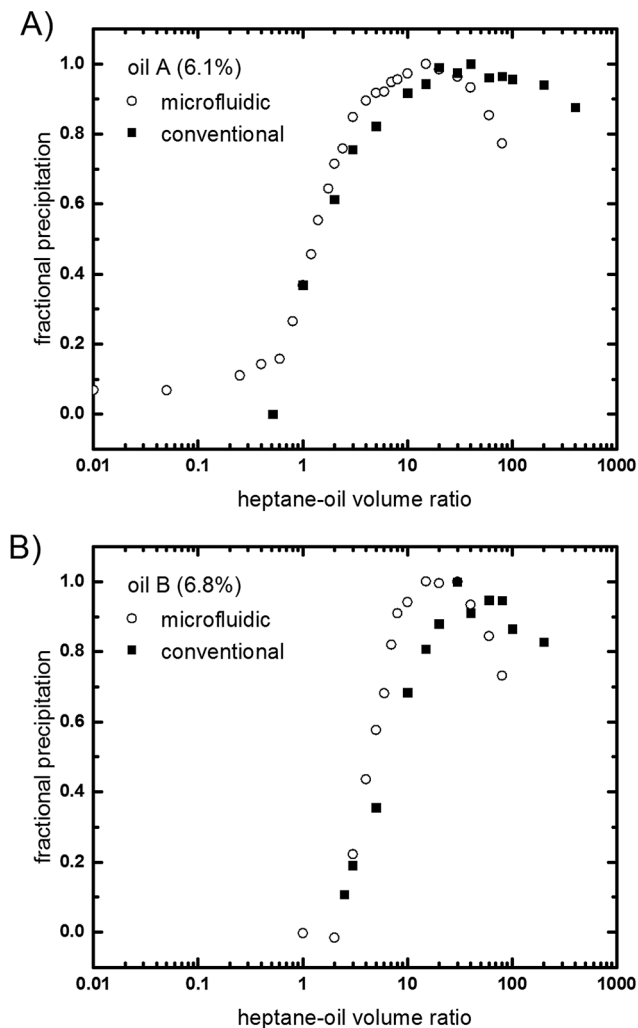 A)
oil A (6.1%)
microfluidic
conventional
fractional precipitation
1.0
0.8
0.6
0.4
0.2
0.0
0.01 0.1 1 10 100 1000
heptane-oil volume ratio
B)
oil B (6.8%)
microfluidic
conventional
fractional precipitation
1.0
0.8
0.6
0.4
0.2
0.0
0.01 0.1 1 10 100 1000
heptane-oil volume ratio